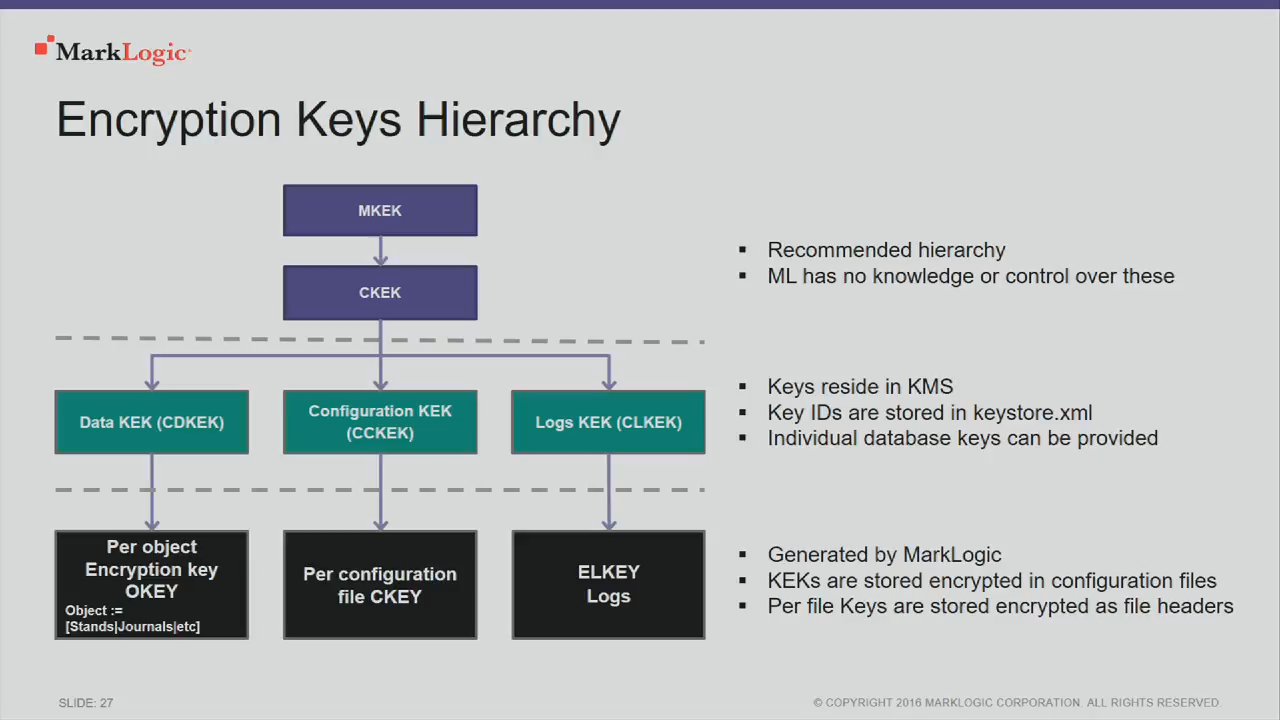 MarkLogic
Encryption Keys Hierarchy
MKEK
CKEK
▪ Recommended hierarchy
▪ ML has no knowledge or control over these
Data KEK (CDKEK)
Configuration KEK
(CCKEK)
Logs KEK (CLKEK)
▪ Keys reside in KMS
▪ Key IDs are stored in keystore.xml
▪ Individual database keys can be provided
Per object
Encryption key
OKEY
Object :=
[Stands|Journals|etc]
Per configuration
file CKEY
ELKEY
Logs
▪ Generated by MarkLogic
▪ KEKs are stored encrypted in configuration files
▪ Per file Keys are stored encrypted as file headers
SLIDE: 27
© COPYRIGHT 2016 MARKLOGIC CORPORATION. ALL RIGHTS RESERVED.